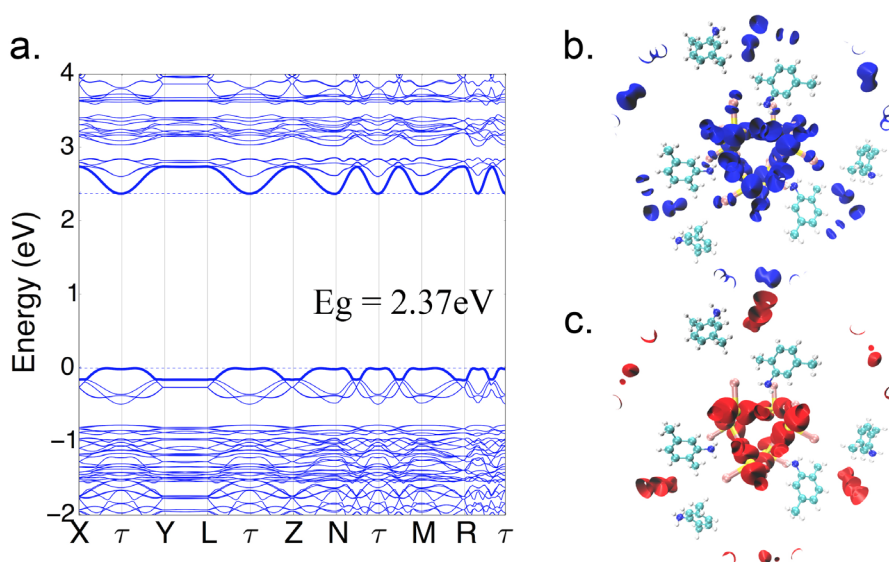 a.
4
3
2
1
0
−1
−2
Energy (eV)
Eg = 2.37eV
X τ Y L τ Z N τ M R τ
b.
c.